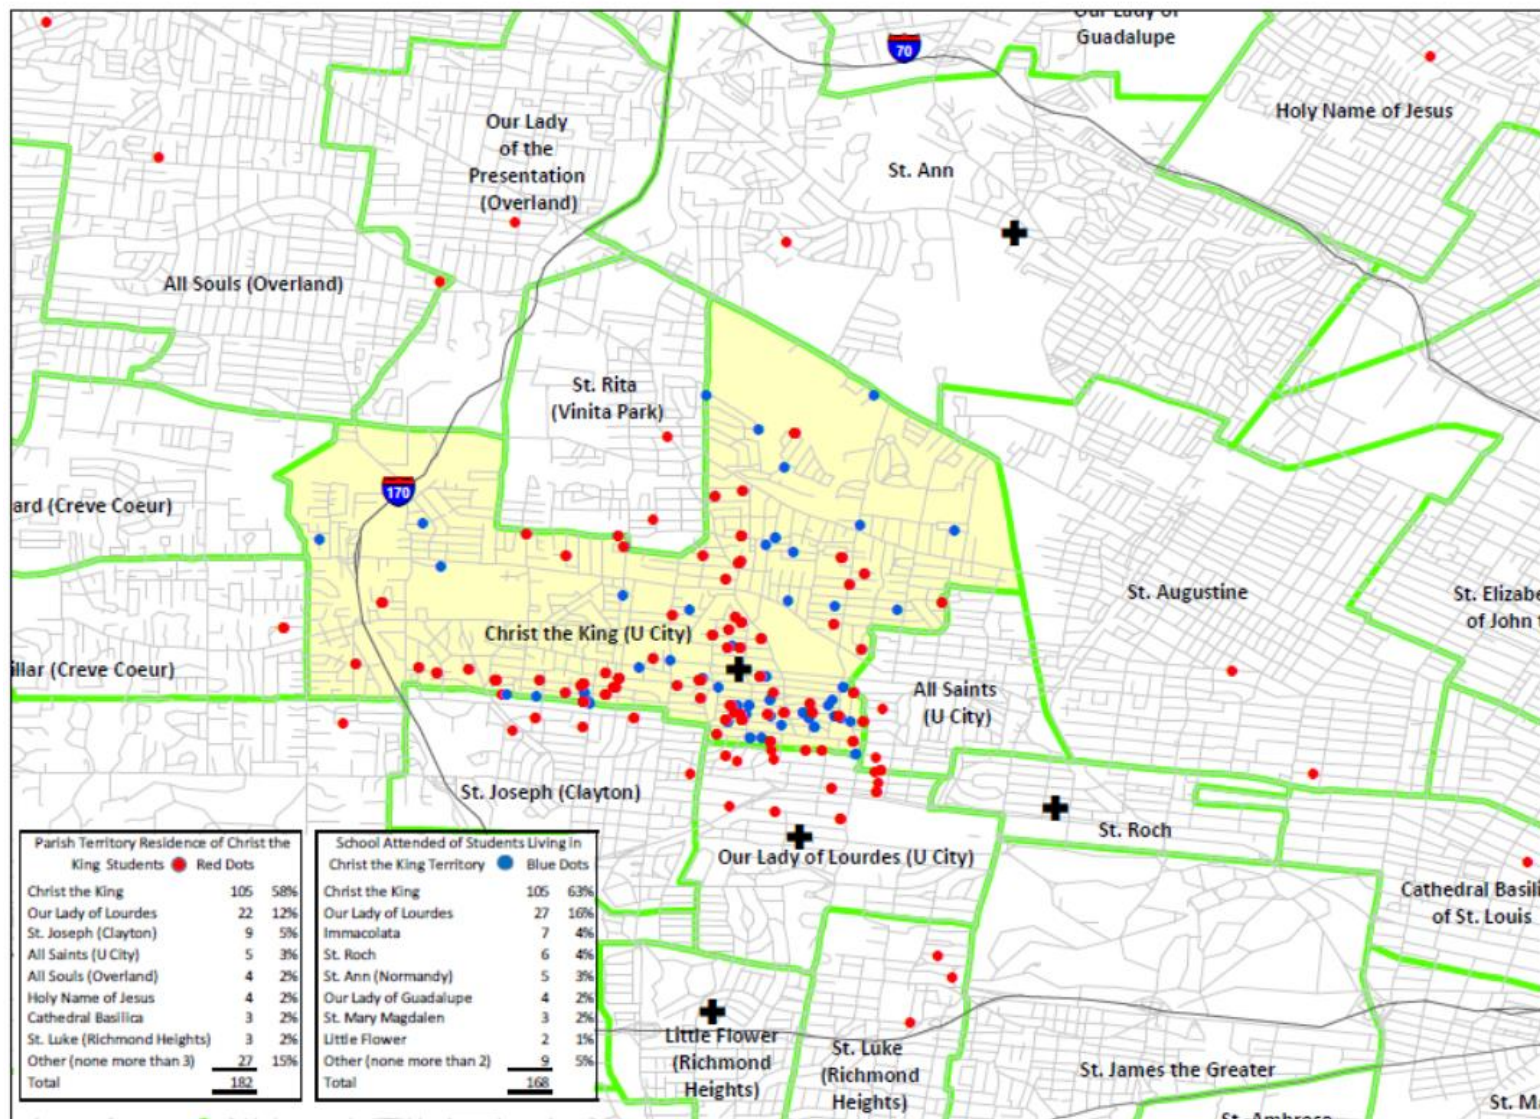 Our Lady of
Guadalupe
70
Holy Name of Jesus
Our Lady
of the
Presentation
(Overland)
St. Ann
All Souls (Overland)
St. Rita
(Vinita Park)
170
ard (Creve Coeur)
St. Augustine
St. Elizabe
of John
Christ the King (U City)
illar (Creve Coeur)
All Saints
(U City)
St. Joseph (Clayton)
St. Roch
Our Lady of Lourdes (U City)
Cathedral Basili
of St. Louis
Parish Territory Residence of Christ the
King Students Red Dots
Christ the King 105 58%
Our Lady of Lourdes 22 12%
St. Joseph (Clayton) 9 5%
All Saints (U City) 5 3%
All Souls (Overland) 4 2%
Holy Name of Jesus 4 2%
Cathedral Basilica 3 2%
St. Luke (Richmond Heights) 3 2%
Other (none more than 3) 27 15%
Total 182
School Attended of Students Living in
Christ the King Territory Blue Dots
Christ the King 105 63%
Our Lady of Lourdes 27 16%
Immacolata 7 4%
St. Roch 6 4%
St. Ann (Normandy) 5 3%
Our Lady of Guadalupe 4 2%
St. Mary Magdalen 3 2%
Little Flower 2 1%
Other (none more than 2) 9 5%
Total 168
Little Flower
(Richmond
Heights)
St. Luke
(Richmond
Heights)
St. James the Greater
St. Ambrose
St. M